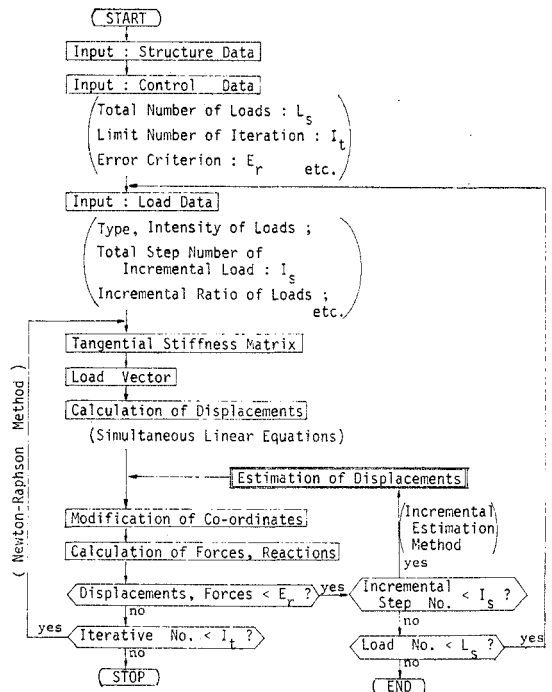 START
Input : Structure Data
Input : Control Data
Total Number of Loads : Ls
Limit Number of Iteration : It
Error Criterion : Er etc.
Input : Load Data
Type, Intensity of Loads ;
Total Step Number of
Incremental Load : Is
Incremental Ratio of Loads ;
etc.
Tangential Stiffness Matrix
Load Vector
Calculation of Displacements
(Simultaneous Linear Equations)
( Newton-Raphson Method )
Estimation of Displacements
Modification of Co-ordinates
Calculation of Forces, Reactions
(Incremental
Estimation
Method)
yes
Displacements, Forces < Er ?
yes
Incremental
Step No. < Is ?
no
no
yes
Iterative No. < It ?
Load No. < Ls ?
yes
no
no
STOP
END